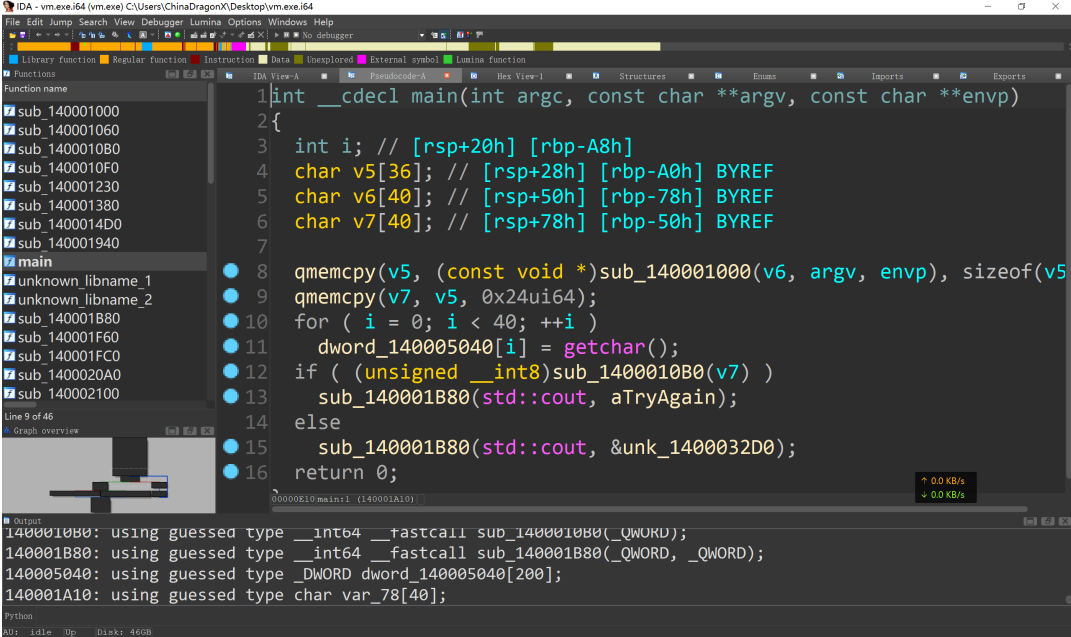 IDA - vm.exe.i64 (vm.exe) C:\Users\ChinaDragonX\Desktop\vm.exe.i64
File Edit Jump Search View Debugger Lumina Options Windows Help
No debugger
Library function Regular function Instruction Data Unexplored External symbol Lumina function
Functions
IDA View-A Pseudocode-A Hex View-1 Structures Enums Imports Exports
Function name
sub_140001000
sub_140001060
sub_1400010B0
sub_1400010F0
sub_140001230
sub_140001380
sub_1400014D0
sub_140001940
main
unknown_libname_1
unknown_libname_2
sub_140001B80
sub_140001F60
sub_140001FC0
sub_1400020A0
sub_140002100
Line 9 of 46
Graph overview
1 int __cdecl main(int argc, const char **argv, const char **envp)
2 {
3 int i; // [rsp+20h] [rbp-A8h]
4 char v5[36]; // [rsp+28h] [rbp-A0h] BYREF
5 char v6[40]; // [rsp+50h] [rbp-78h] BYREF
6 char v7[40]; // [rsp+78h] [rbp-50h] BYREF
7
8 qmemcpy(v5, (const void *)sub_140001000(v6, argv, envp), sizeof(v5
9 qmemcpy(v7, v5, 0x24ui64);
10 for ( i = 0; i < 40; ++i )
11 dword_140005040[i] = getchar();
12 if ( (unsigned __int8)sub_1400010B0(v7) )
13 sub_140001B80(std::cout, aTryAgain);
14 else
15 sub_140001B80(std::cout, &unk_1400032D0);
16 return 0;
00000E10 main:1 (140001A10)
↑ 0.0 KB/s
↓ 0.0 KB/s
Output
1400010B0: using guessed type __int64 __fastcall sub_1400010B0(_QWORD);
140001B80: using guessed type __int64 __fastcall sub_140001B80(_QWORD, _QWORD);
140005040: using guessed type _DWORD dword_140005040[200];
140001A10: using guessed type char var_78[40];
Python
AU: idle Up Disk: 46GB